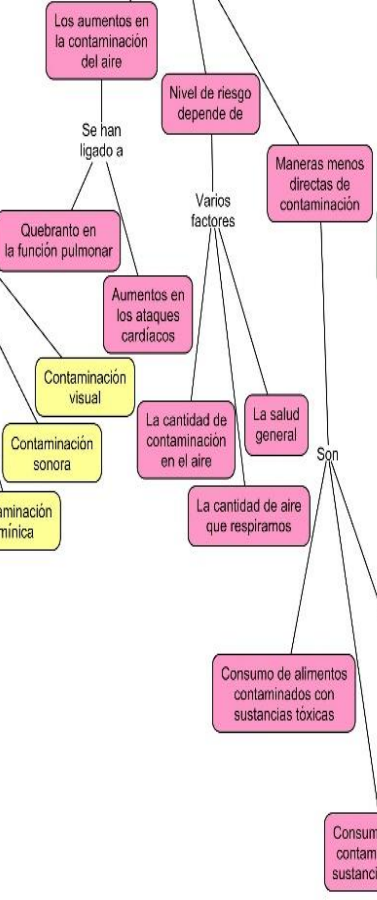 Los aumentos en
la contaminación
del aire
Se han
ligado a
Quebranto en
la función pulmonar
Aumentos en
los ataques
cardíacos
Nivel de riesgo
depende de
Varios
factores
La cantidad de
contaminación
en el aire
La salud
general
La cantidad de aire
que respiramos
Maneras menos
directas de
contaminación
Son
Consumo de alimentos
contaminados con
sustancias tóxicas
Contaminación
visual
Contaminación
sonora